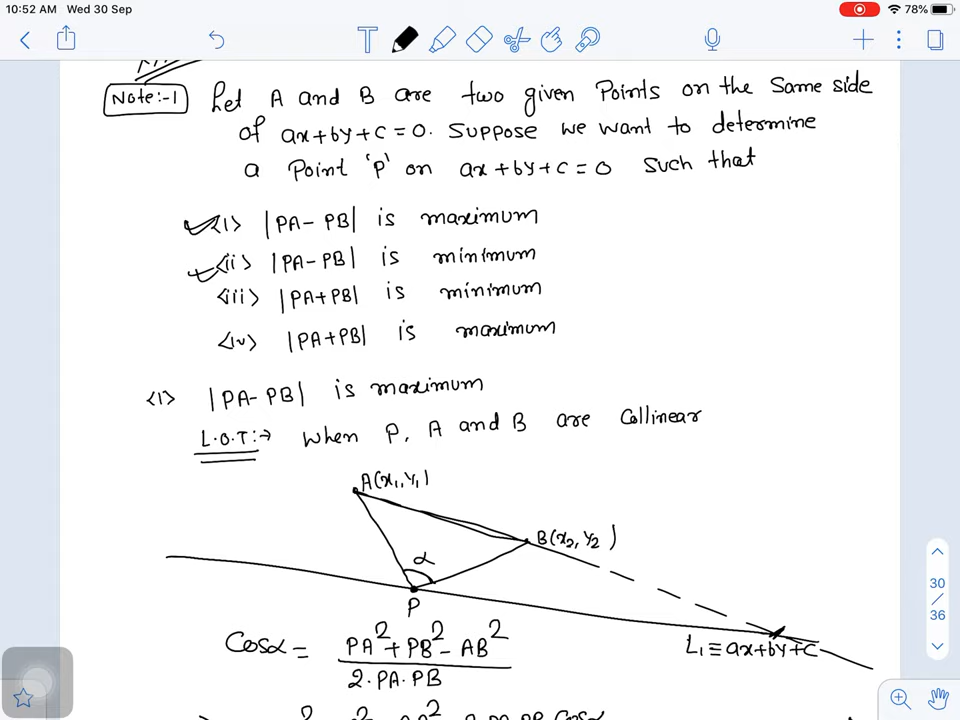 10:52 AM Wed 30 Sep
78%
Note:-1 Let A and B are two given Points on the Same side
of ax+by+c=0. Suppose we want to determine
a Point 'P' on ax+by+c=0 Such that
<i> |PA-PB| is maximum
<ii> |PA-PB| is minimum
<iii> |PA+PB| is minimum
<iv> |PA+PB| is maximum
<i> |PA-PB| is maximum
L.O.T:→ When P, A and B are Collinear
A(x₁,y₁)
B(x₂, y₂)
α
P
L₁ ≡ ax+by+c
Cosα = PA²+PB²-AB²
2·PA·PB
30
/
36